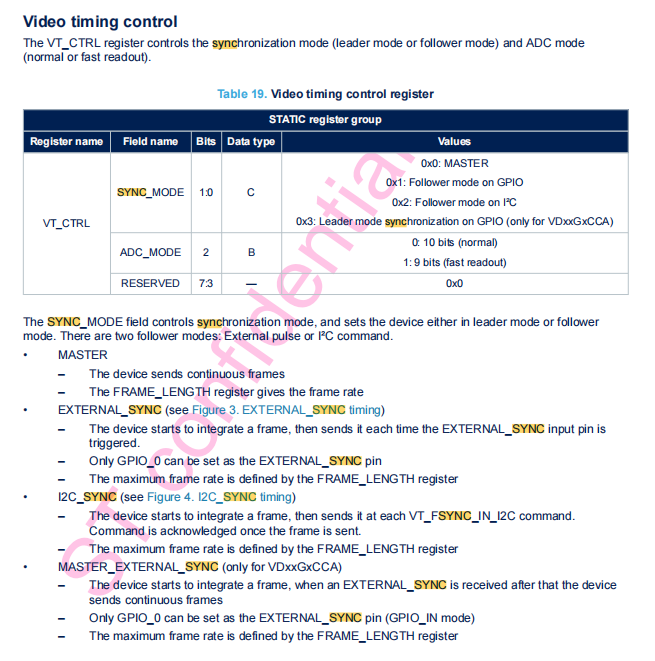 Video timing control
The VT_CTRL register controls the synchronization mode (leader mode or follower mode) and ADC mode
(normal or fast readout).
Table 19. Video timing control register
STATIC register group
Register name Field name Bits Data type Values
VT_CTRL
SYNC_MODE 1:0 C
0x0: MASTER
0x1: Follower mode on GPIO
0x2: Follower mode on I²C
0x3: Leader mode synchronization on GPIO (only for VDxxGxCCA)
ADC_MODE 2 B
0: 10 bits (normal)
1: 9 bits (fast readout)
RESERVED 7:3 — 0x0
The SYNC_MODE field controls synchronization mode, and sets the device either in leader mode or follower
mode. There are two follower modes: External pulse or I²C command.
• MASTER
– The device sends continuous frames
– The FRAME_LENGTH register gives the frame rate
• EXTERNAL_SYNC (see Figure 3. EXTERNAL_SYNC timing)
– The device starts to integrate a frame, then sends it each time the EXTERNAL_SYNC input pin is
triggered.
– Only GPIO_0 can be set as the EXTERNAL_SYNC pin
– The maximum frame rate is defined by the FRAME_LENGTH register
• I2C_SYNC (see Figure 4. I2C_SYNC timing)
– The device starts to integrate a frame, then sends it at each VT_FSYNC_IN_I2C command.
Command is acknowledged once the frame is sent.
– The maximum frame rate is defined by the FRAME_LENGTH register
• MASTER_EXTERNAL_SYNC (only for VDxxGxCCA)
– The device starts to integrate a frame, when an EXTERNAL_SYNC is received after that the device
sends continuous frames
– Only GPIO_0 can be set as the EXTERNAL_SYNC pin (GPIO_IN mode)
– The maximum frame rate is defined by the FRAME_LENGTH register
ST confidential